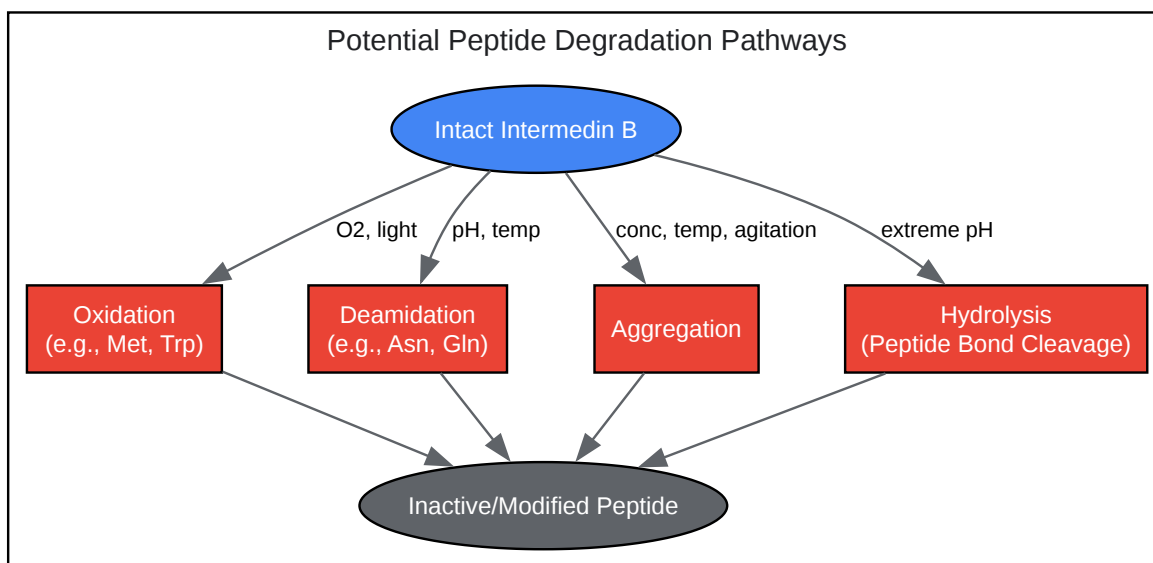 Potential Peptide Degradation Pathways
Intact Intermedin B
O2, light
pH, temp
conc, temp, agitation
extreme pH
Oxidation
(e.g., Met, Trp)
Deamidation
(e.g., Asn, Gln)
Aggregation
Hydrolysis
(Peptide Bond Cleavage)
Inactive/Modified Peptide